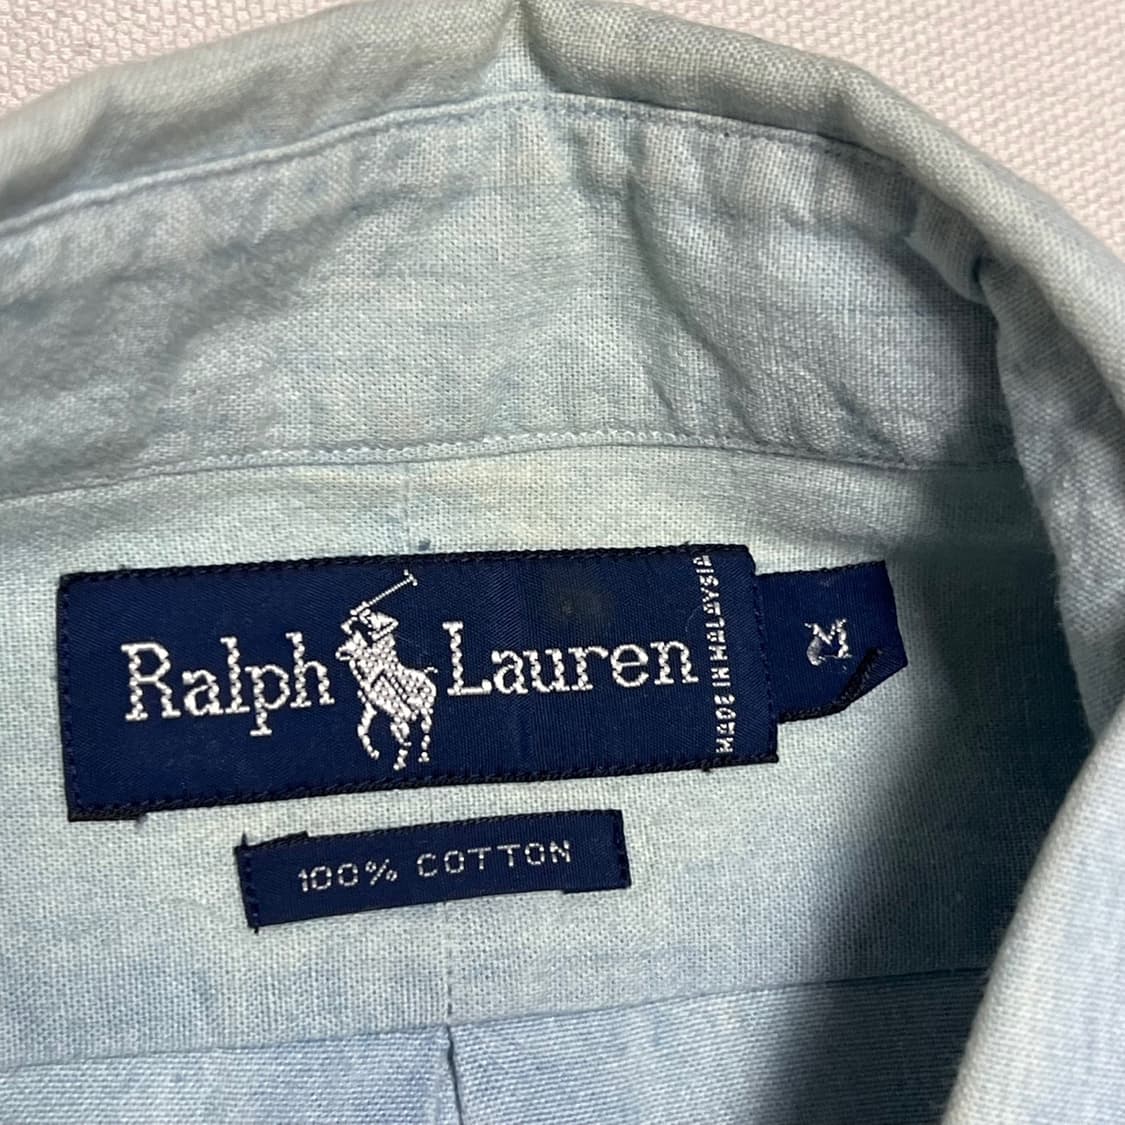 Ralph Lauren
MADE IN MALAYSIA
M
100% COTTON